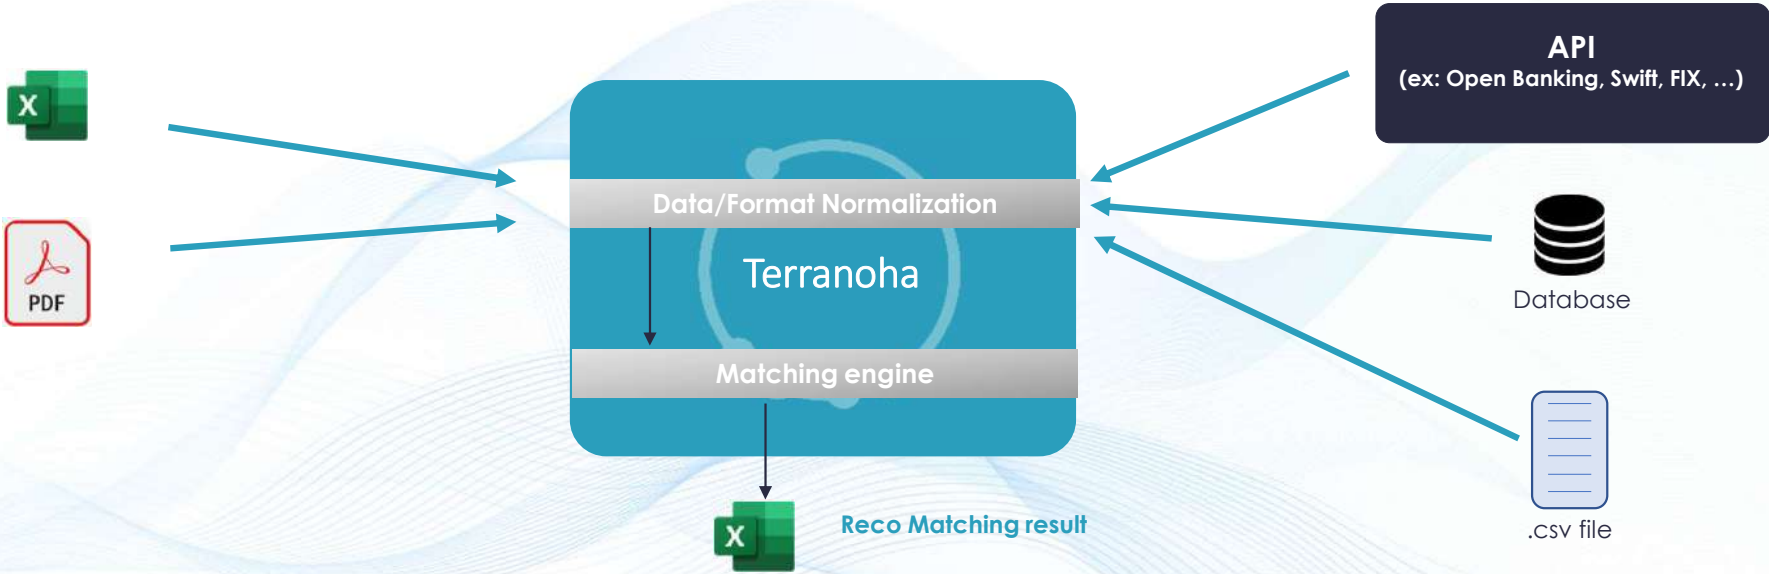 API
(ex: Open Banking, Swift, FIX, …)
X
Data/Format Normalization
PDF
Terranoha
Database
Matching engine
X
Reco Matching result
.csv file